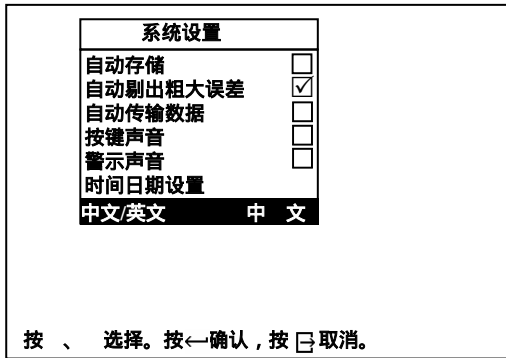 系统设置
自动存储
自动剔出粗大误差
自动传输数据
按键声音
警示声音
时间日期设置
中文/英文 中 文
按 、 选择。按←确认，按 取消。